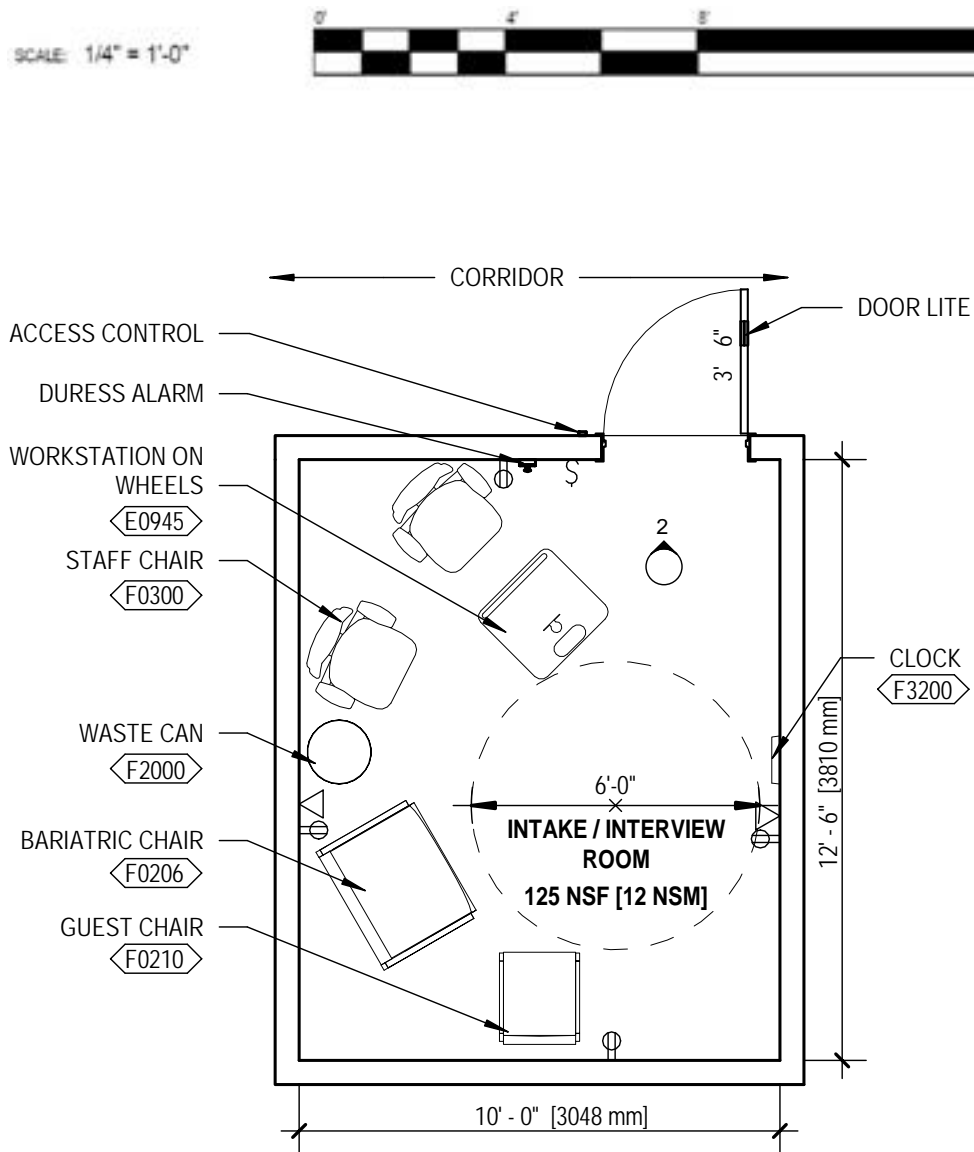 0' 4' 8'
SCALE: 1/4" = 1'-0"
CORRIDOR
DOOR LITE
ACCESS CONTROL
3' 6"
DURESS ALARM
WORKSTATION ON
WHEELS
E0945
$
2
STAFF CHAIR
F0300
CLOCK
F3200
WASTE CAN
F2000
6'-0"
INTAKE / INTERVIEW
ROOM
125 NSF [12 NSM]
12' - 6" [3810 mm]
BARIATRIC CHAIR
F0206
GUEST CHAIR
F0210
10' - 0" [3048 mm]